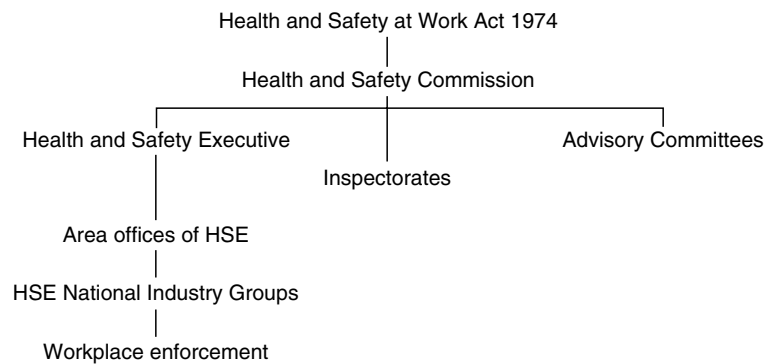 Health and Safety at Work Act 1974
Health and Safety Commission
Health and Safety Executive
Advisory Committees
Inspectorates
Area offices of HSE
HSE National Industry Groups
Workplace enforcement